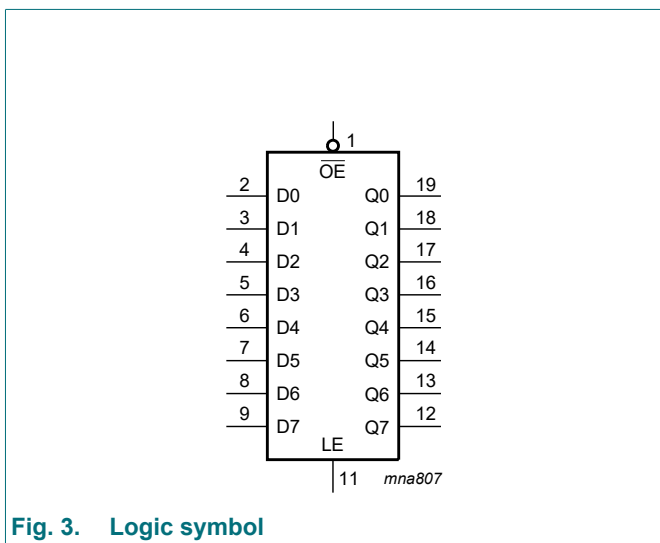 1
O̅E̅
2 D0 Q0 19
3 D1 Q1 18
4 D2 Q2 17
5 D3 Q3 16
6 D4 Q4 15
7 D5 Q5 14
8 D6 Q6 13
9 D7 Q7 12
LE
11 mna807
Fig. 3. Logic symbol